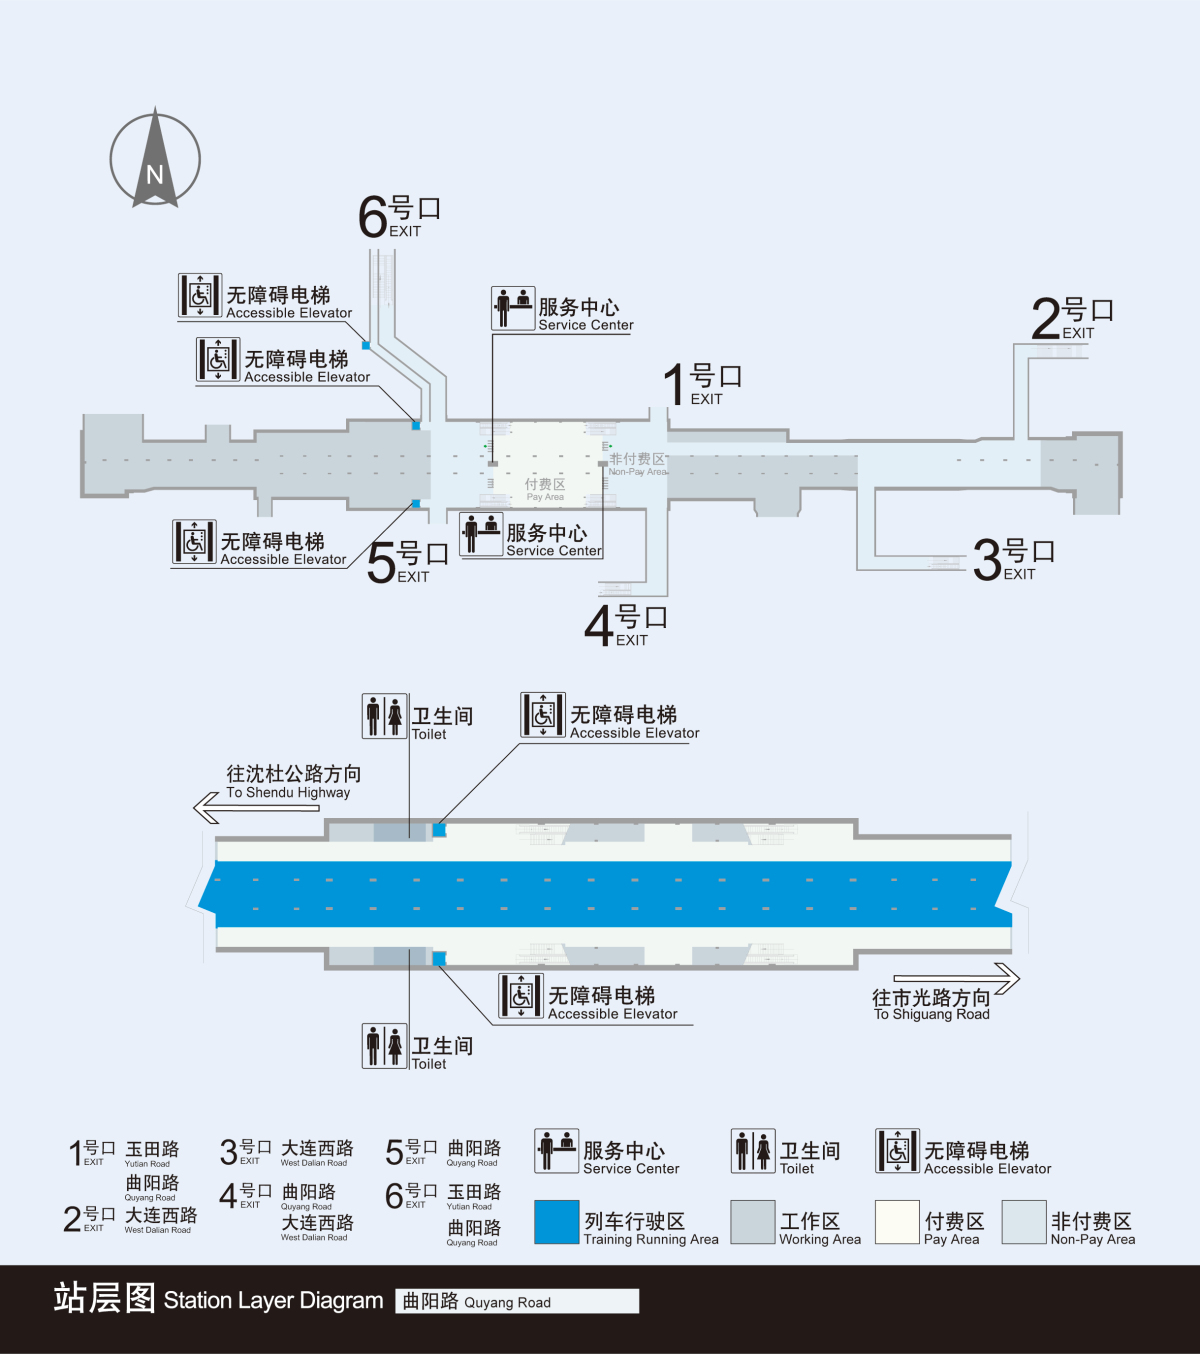 N
6号口
EXIT
无障碍电梯
Accessible Elevator
服务中心
Service Center
2号口
EXIT
无障碍电梯
Accessible Elevator
1号口
EXIT
非付费区
Non-Pay Area
付费区
Pay Area
无障碍电梯
Accessible Elevator
5号口
EXIT
服务中心
Service Center
3号口
EXIT
4号口
EXIT
卫生间
Toilet
无障碍电梯
Accessible Elevator
往沈杜公路方向
To Shendu Highway
无障碍电梯
Accessible Elevator
往市光路方向
To Shiguang Road
卫生间
Toilet
1号口
EXIT
玉田路
Yutian Road
曲阳路
Quyang Road
2号口
EXIT
大连西路
West Dalian Road
3号口
EXIT
大连西路
West Dalian Road
4号口
EXIT
曲阳路
Quyang Road
大连西路
West Dalian Road
5号口
EXIT
曲阳路
Quyang Road
6号口
EXIT
玉田路
Yutian Road
曲阳路
Quyang Road
服务中心
Service Center
卫生间
Toilet
无障碍电梯
Accessible Elevator
列车行驶区
Training Running Area
工作区
Working Area
付费区
Pay Area
非付费区
Non-Pay Area
站层图 Station Layer Diagram 曲阳路 Quyang Road